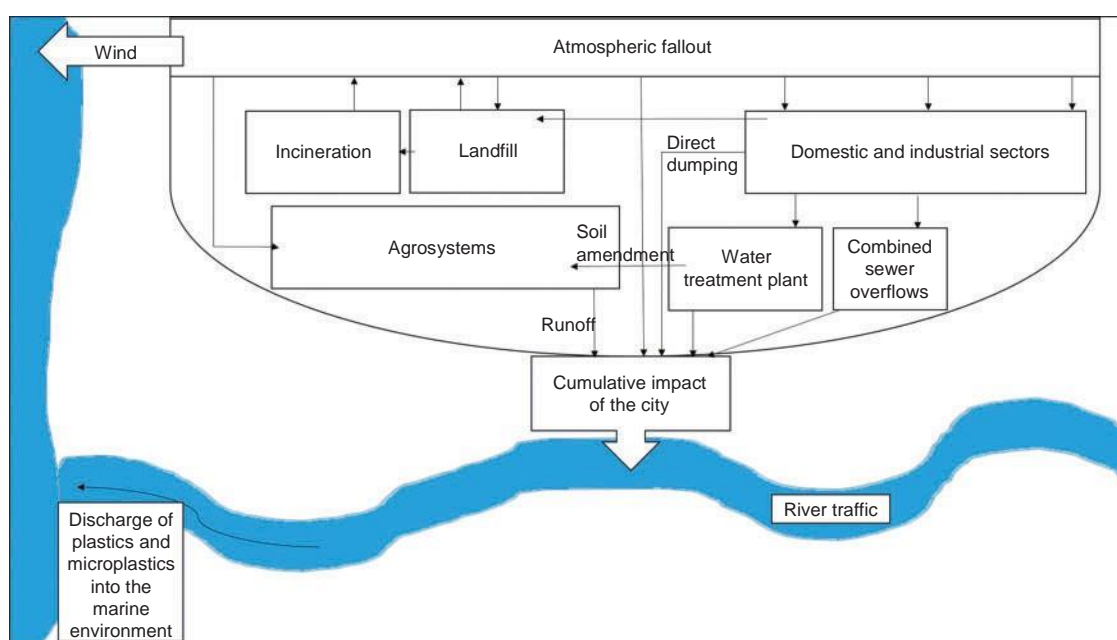 Atmospheric fallout
Wind
Incineration
Landfill
Direct
dumping
Domestic and industrial sectors
Agrosystems
Soil
amendment
Water
treatment plant
Combined
sewer
overflows
Runoff
Cumulative impact
of the city
River traffic
Discharge of
plastics and
microplastics
into the
marine
environment